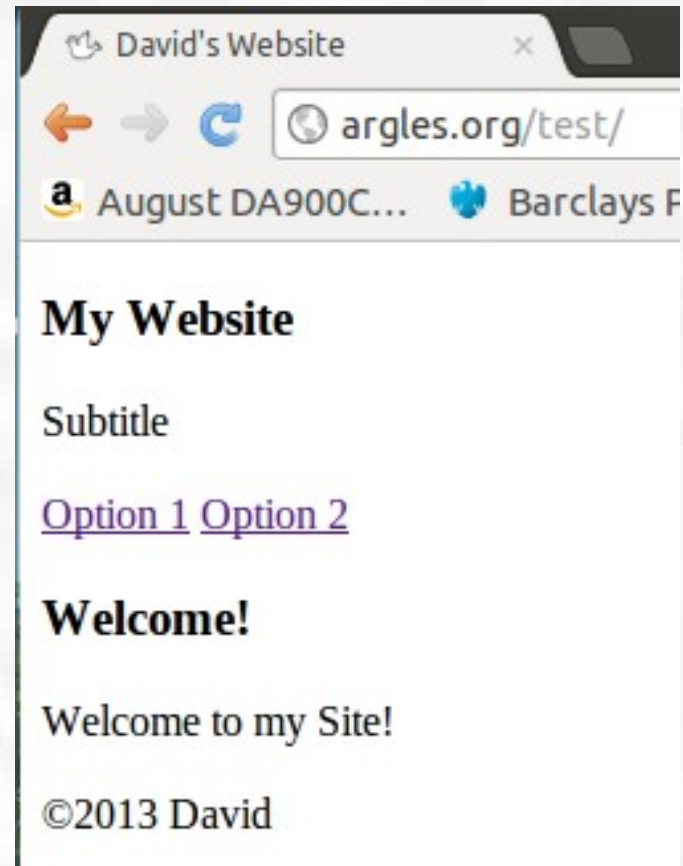 David's Website
argles.org/test/
a August DA900C... Barclays F
My Website
Subtitle
Option 1 Option 2
Welcome!
Welcome to my Site!
©2013 David